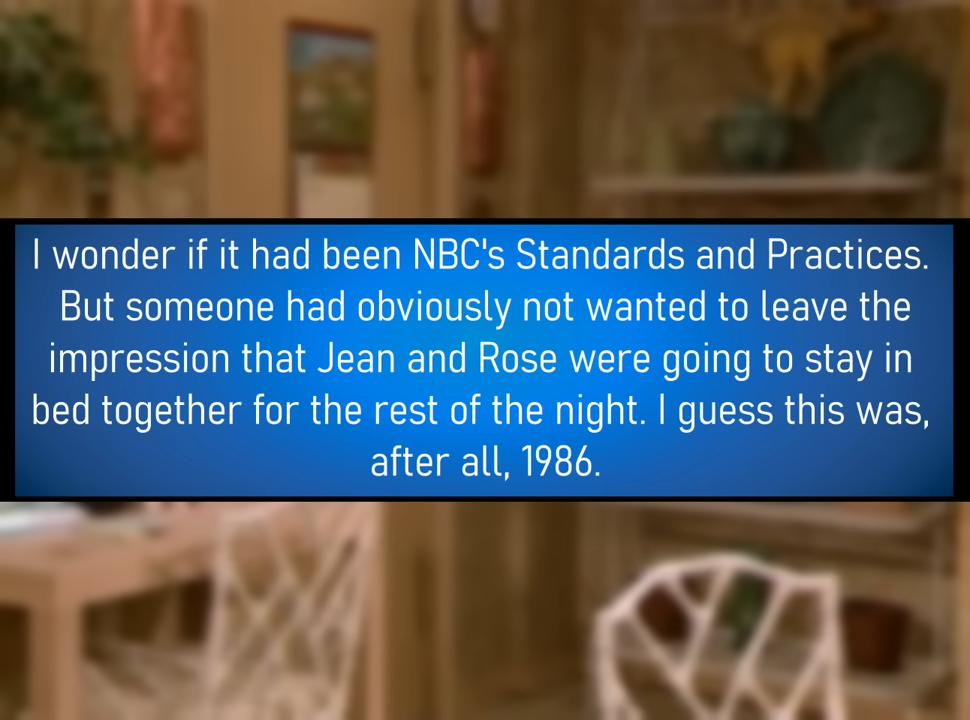 I wonder if it had been NBC's Standards and Practices.
But someone had obviously not wanted to leave the
impression that Jean and Rose were going to stay in
bed together for the rest of the night. I guess this was,
after all, 1986.